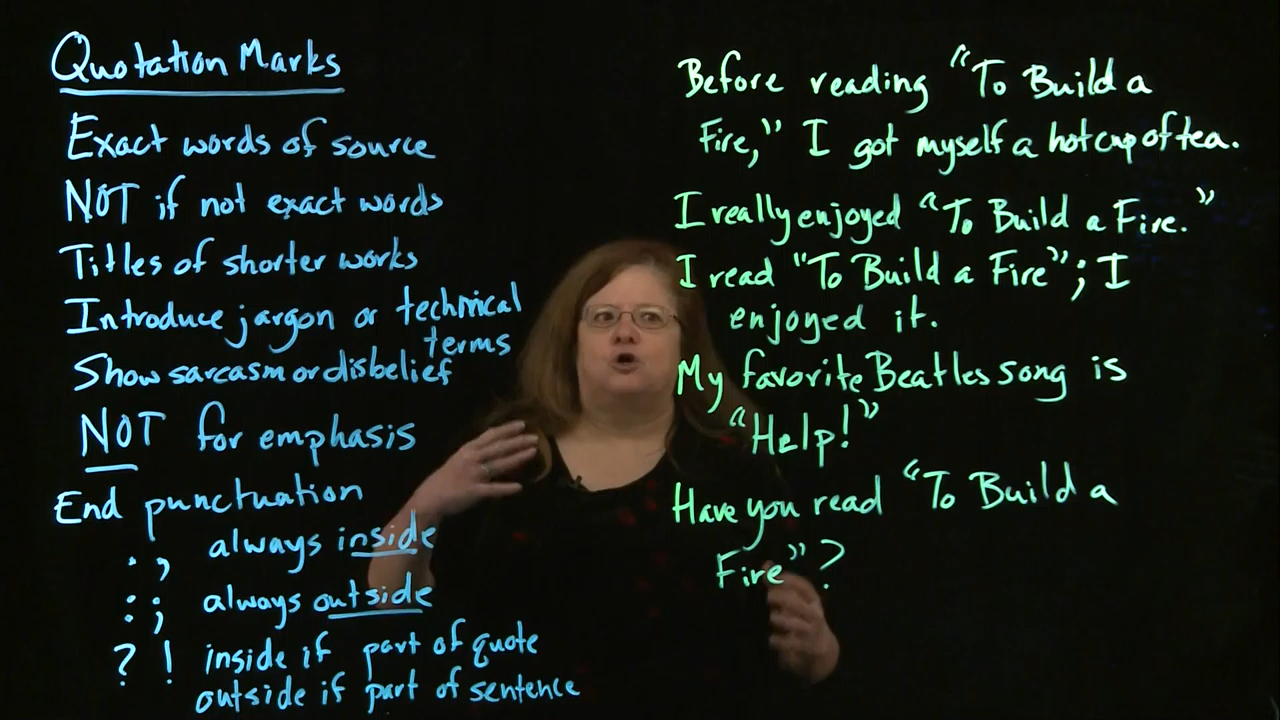 Quotation Marks
Exact words of source
NOT if not exact words
Titles of shorter works
Introduce jargon or technical
terms
Show sarcasm or disbelief
NOT for emphasis
End punctuation
. , always inside
: ; always outside
? ! inside if part of quote
outside if part of sentence
Before reading “To Build a
Fire,” I got myself a hot cup of tea.
I really enjoyed “To Build a Fire.”
I read “To Build a Fire”; I
enjoyed it.
My favorite Beatles song is
“Help!”
Have you read “To Build a
Fire”?